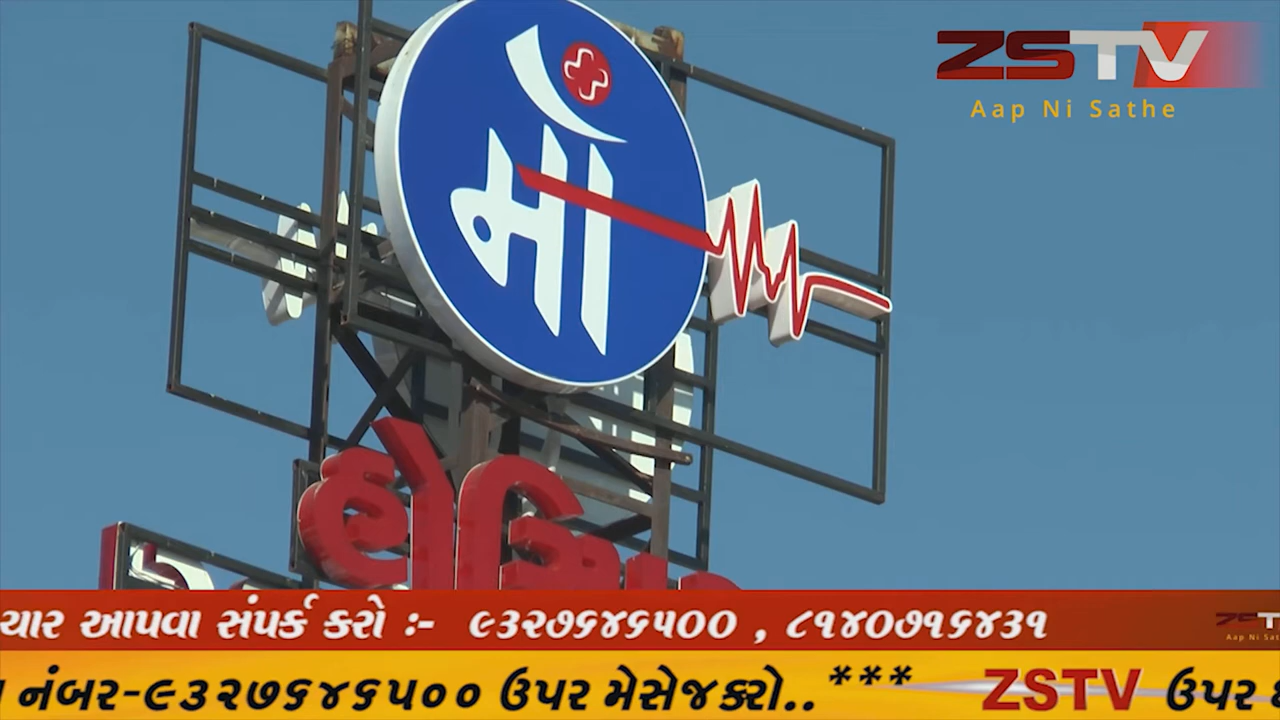 ZSTV
Aap Ni Sathe
માઁ
યાર આપવા સંપર્ક કરો :- ૯૩૨૭૬૪૬૫૦૦ , ૮૧૪૦૭૧૬૪૩૧
નંબર-૯૩૨૭૬૪૬૫૦૦ ઉપર મેસેજ કરો.. *** ZSTV ઉપર